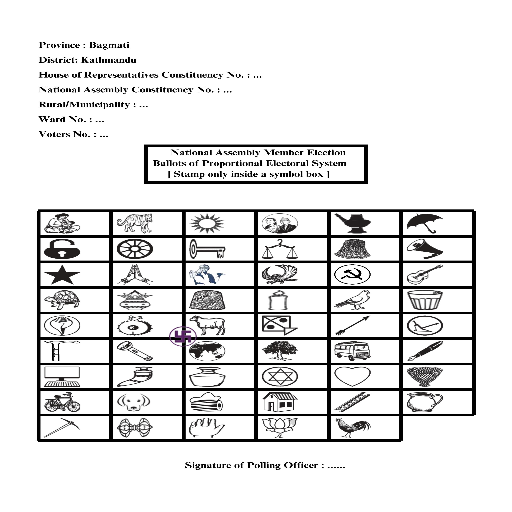 Province : Bagmati
District: Kathmandu
House of Representatives Constituency No. : ...
National Assembly Constituency No. : ...
Rural/Municipality : ...
Ward No. : ...
Voters No. : ...
National Assembly Member Election
Ballots of Proportional Electoral System
[ Stamp only inside a symbol box ]
Signature of Polling Officer : ......